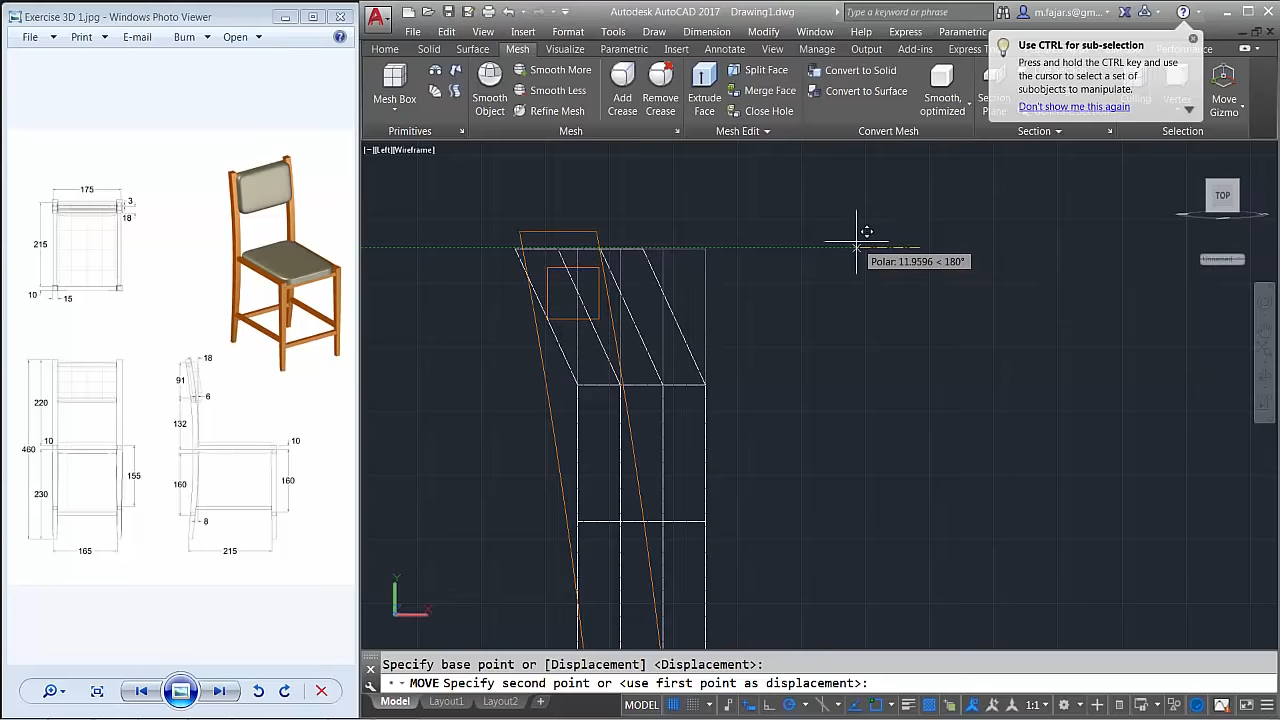 Exercise 3D 1.jpg - Windows Photo Viewer
File Print E-mail Burn Open
175
3
18
215
10
15
18
91
6
220
132
10
10
460
155
160
160
230
8
165
215
Autodesk AutoCAD 2017 Drawing1.dwg
Type a keyword or phrase
m.fajar.s@gm...
File Edit View Insert Format Tools Draw Dimension Modify Window Help Express Parametric
Home Solid Surface Mesh Visualize Parametric Insert Annotate View Manage Output Add-ins Express Performance
Mesh Box
Smooth Object
Smooth More
Smooth Less
Refine Mesh
Add Crease
Remove Crease
Extrude Face
Split Face
Merge Face
Close Hole
Convert to Solid
Convert to Surface
Smooth, optimized
Section Plane
Culling
Vertex
Move Gizmo
Primitives Mesh Mesh Edit Convert Mesh Section Selection
Use CTRL for sub-selection
Press and hold the CTRL key and use
the cursor to select a set of
subobjects to manipulate.
Don't show me this again
[−][Left][Wireframe]
TOP
Unnamed
Polar: 11.9596 < 180°
Y
X
Specify base point or [Displacement] <Displacement>:
MOVE Specify second point or <use first point as displacement>:
Model Layout1 Layout2 +
MODEL
1:1